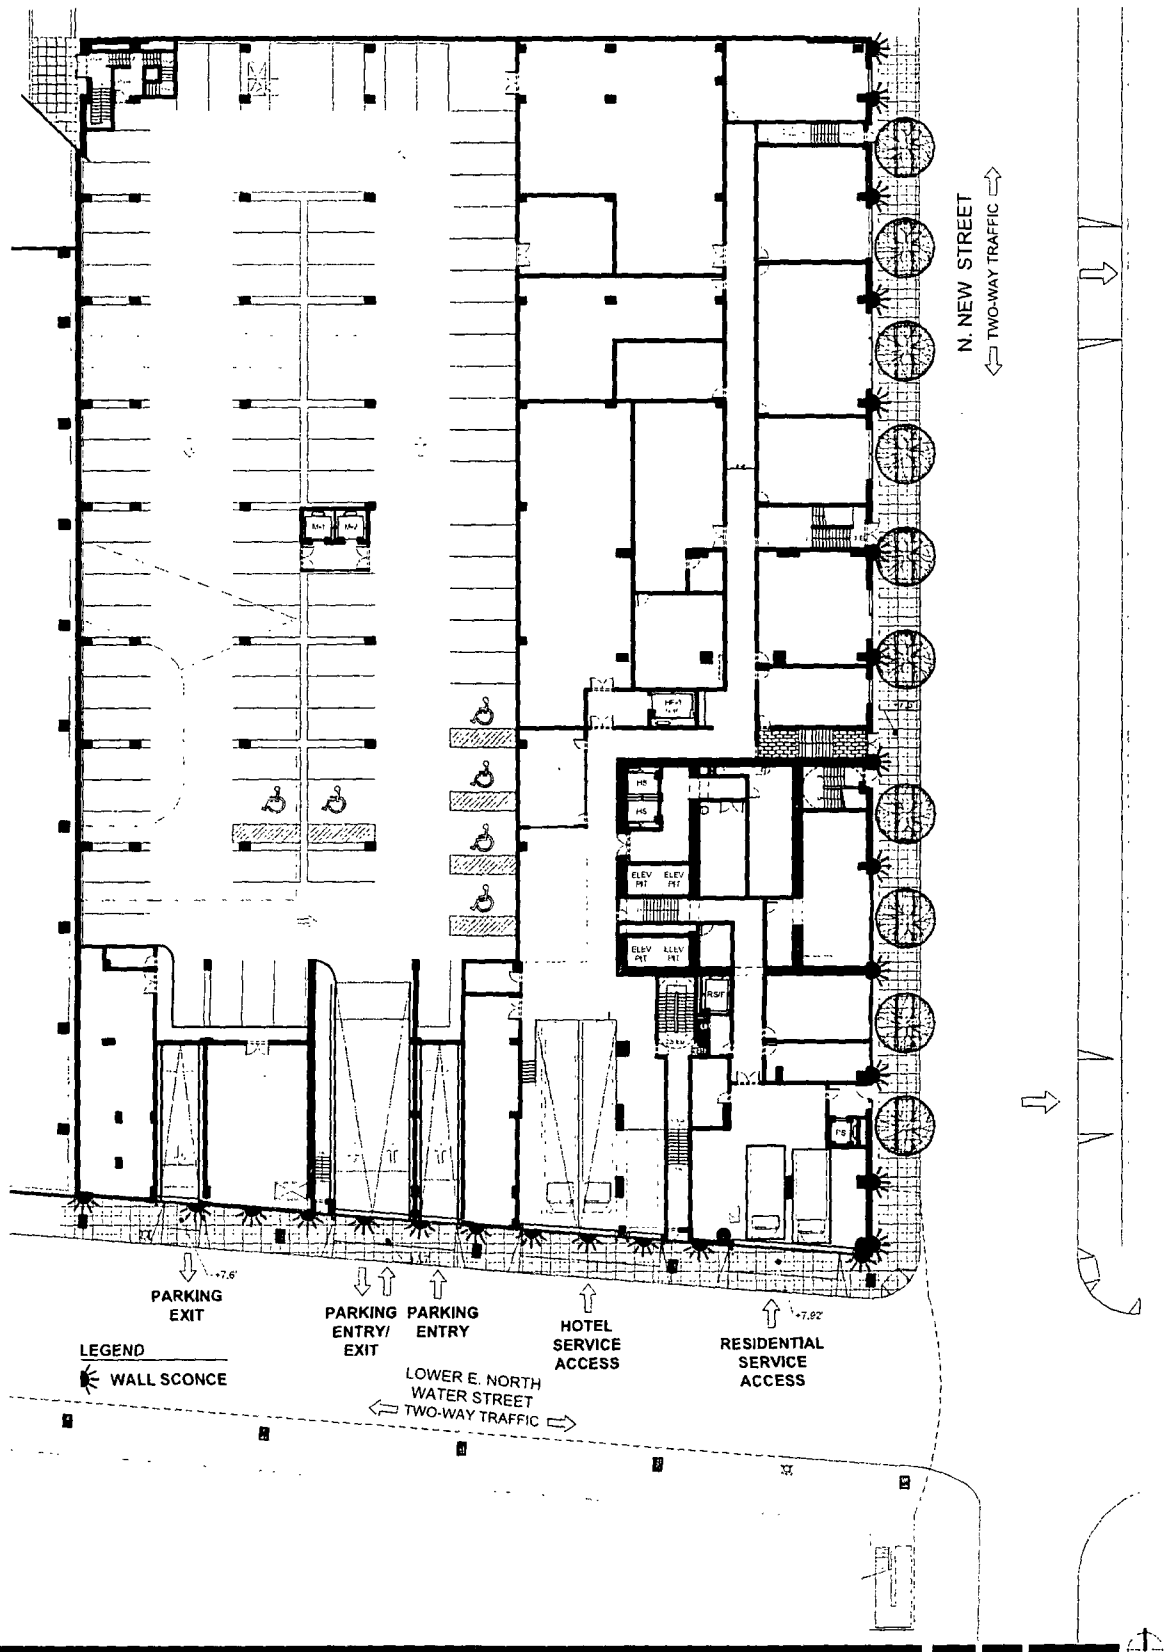 N. NEW STREET
TWO-WAY TRAFFIC
M-1 M-2
HS
HS
ELEV ELEV
PIT PIT
ELEV ELEV
PIT PIT
+7.6'
PARKING
EXIT
PARKING
ENTRY/
EXIT
PARKING
ENTRY
HOTEL
SERVICE
ACCESS
+7.92'
RESIDENTIAL
SERVICE
ACCESS
LEGEND
WALL SCONCE
LOWER E. NORTH
WATER STREET
TWO-WAY TRAFFIC